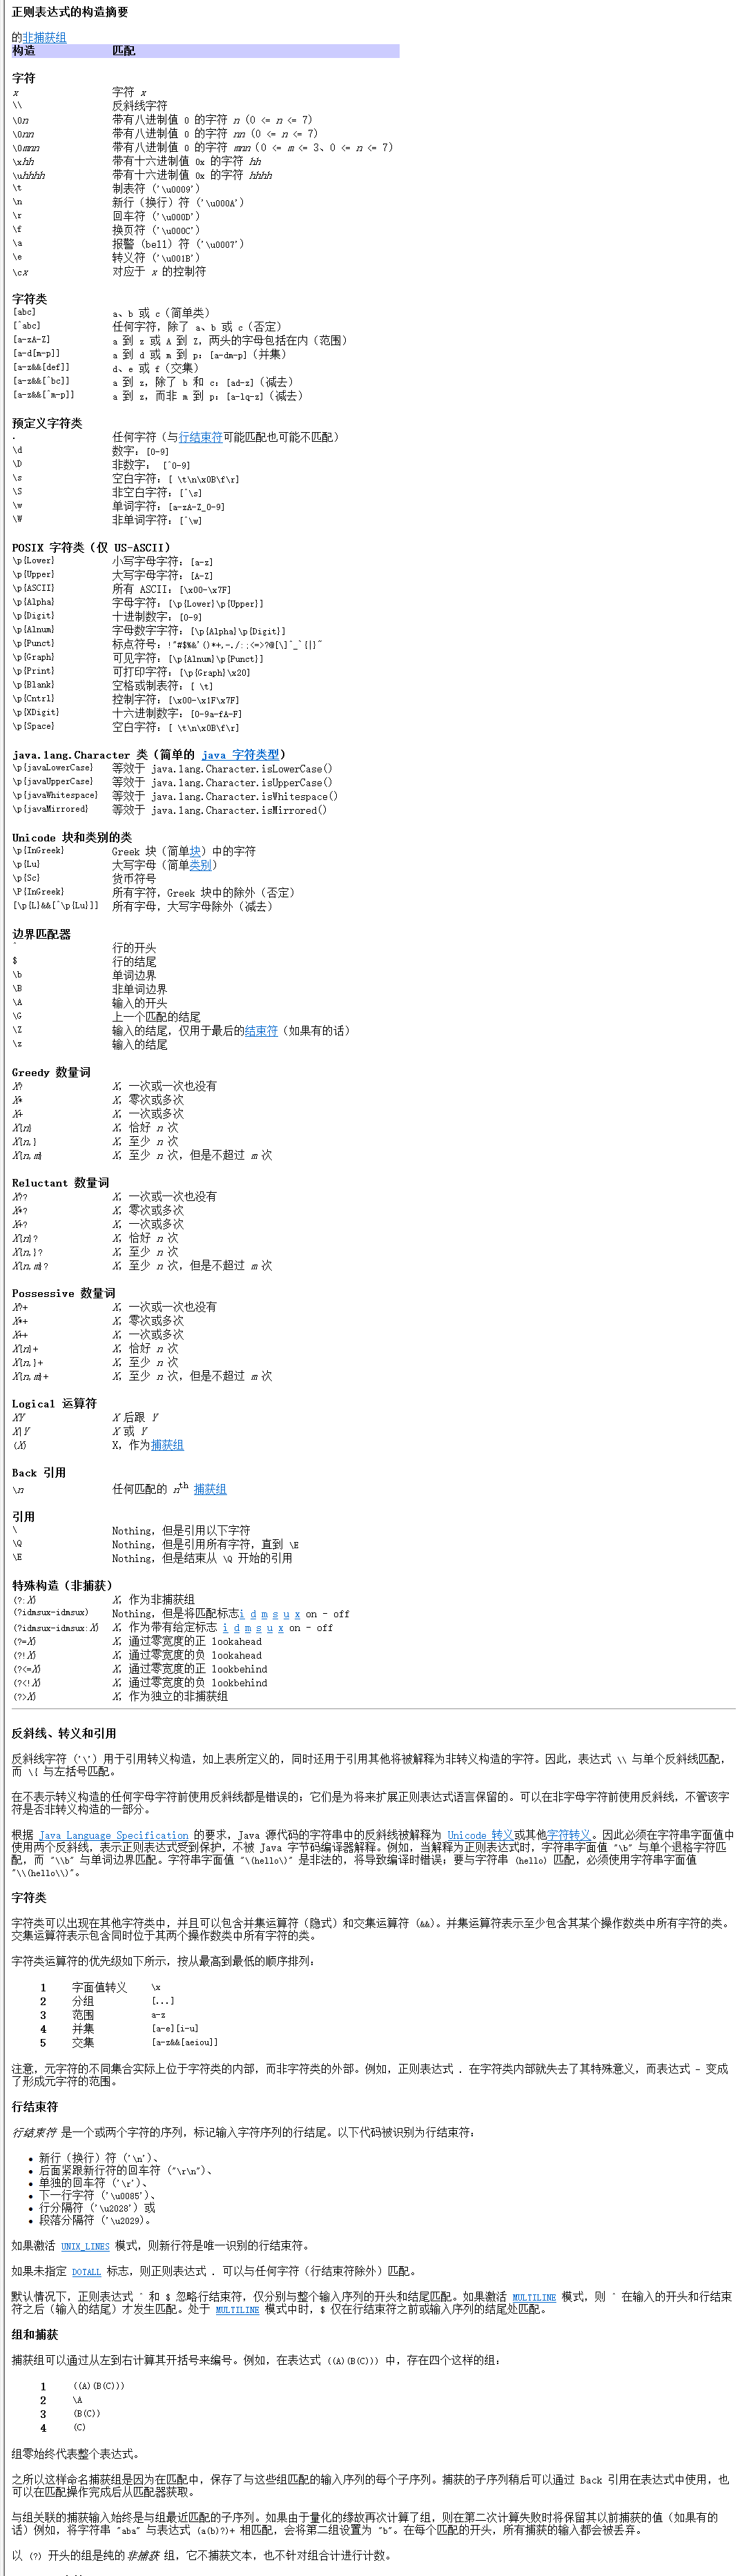 正则表达式的构造摘要
的非捕获组
构造 匹配
字符
x 字符 x
\\ 反斜线字符
\0n 带有八进制值 0 的字符 n (0 <= n <= 7)
\0nn 带有八进制值 0 的字符 nn (0 <= n <= 7)
\0mnn 带有八进制值 0 的字符 mnn（0 <= m <= 3、0 <= n <= 7）
\xhh 带有十六进制值 0x 的字符 hh
\uhhhh 带有十六进制值 0x 的字符 hhhh
\t 制表符 ('\u0009')
\n 新行（换行）符 ('\u000A')
\r 回车符 ('\u000D')
\f 换页符 ('\u000C')
\a 报警 (bell) 符 ('\u0007')
\e 转义符 ('\u001B')
\cx 对应于 x 的控制符
字符类
[abc] a、b 或 c（简单类）
[^abc] 任何字符，除了 a、b 或 c（否定）
[a-zA-Z] a 到 z 或 A 到 Z，两头的字母包括在内（范围）
[a-d[m-p]] a 到 d 或 m 到 p：[a-dm-p]（并集）
[a-z&&[def]] d、e 或 f（交集）
[a-z&&[^bc]] a 到 z，除了 b 和 c：[ad-z]（减去）
[a-z&&[^m-p]] a 到 z，而非 m 到 p：[a-lq-z]（减去）
预定义字符类
. 任何字符（与行结束符可能匹配也可能不匹配）
\d 数字：[0-9]
\D 非数字： [^0-9]
\s 空白字符：[ \t\n\x0B\f\r]
\S 非空白字符：[^\s]
\w 单词字符：[a-zA-Z_0-9]
\W 非单词字符：[^\w]
POSIX 字符类（仅 US-ASCII）
\p{Lower} 小写字母字符：[a-z]
\p{Upper} 大写字母字符：[A-Z]
\p{ASCII} 所有 ASCII：[\x00-\x7F]
\p{Alpha} 字母字符：[\p{Lower}\p{Upper}]
\p{Digit} 十进制数字：[0-9]
\p{Alnum} 字母数字字符：[\p{Alpha}\p{Digit}]
\p{Punct} 标点符号：!"#$%&'()*+,-./:;<=>?@[\]^_`{|}~
\p{Graph} 可见字符：[\p{Alnum}\p{Punct}]
\p{Print} 可打印字符：[\p{Graph}\x20]
\p{Blank} 空格或制表符：[ \t]
\p{Cntrl} 控制字符：[\x00-\x1F\x7F]
\p{XDigit} 十六进制数字：[0-9a-fA-F]
\p{Space} 空白字符：[ \t\n\x0B\f\r]
java.lang.Character 类（简单的 java 字符类型）
\p{javaLowerCase} 等效于 java.lang.Character.isLowerCase()
\p{javaUpperCase} 等效于 java.lang.Character.isUpperCase()
\p{javaWhitespace} 等效于 java.lang.Character.isWhitespace()
\p{javaMirrored} 等效于 java.lang.Character.isMirrored()
Unicode 块和类别的类
\p{InGreek} Greek 块（简单块）中的字符
\p{Lu} 大写字母（简单类别）
\p{Sc} 货币符号
\P{InGreek} 所有字符，Greek 块中的除外（否定）
[\p{L}&&[^\p{Lu}]] 所有字母，大写字母除外（减去）
边界匹配器
^ 行的开头
$ 行的结尾
\b 单词边界
\B 非单词边界
\A 输入的开头
\G 上一个匹配的结尾
\Z 输入的结尾，仅用于最后的结束符（如果有的话）
\z 输入的结尾
Greedy 数量词
X? X，一次或一次也没有
X* X，零次或多次
X+ X，一次或多次
X{n} X，恰好 n 次
X{n,} X，至少 n 次
X{n,m} X，至少 n 次，但是不超过 m 次
Reluctant 数量词
X?? X，一次或一次也没有
X*? X，零次或多次
X+? X，一次或多次
X{n}? X，恰好 n 次
X{n,}? X，至少 n 次
X{n,m}? X，至少 n 次，但是不超过 m 次
Possessive 数量词
X?+ X，一次或一次也没有
X*+ X，零次或多次
X++ X，一次或多次
X{n}+ X，恰好 n 次
X{n,}+ X，至少 n 次
X{n,m}+ X，至少 n 次，但是不超过 m 次
Logical 运算符
XY X 后跟 Y
X|Y X 或 Y
(X) X，作为捕获组
Back 引用
\n 任何匹配的 nth 捕获组
引用
\ Nothing，但是引用以下字符
\Q Nothing，但是引用所有字符，直到 \E
\E Nothing，但是结束从 \Q 开始的引用
特殊构造（非捕获）
(?:X) X，作为非捕获组
(?idmsux-idmsux) Nothing，但是将匹配标志i d m s u x on - off
(?idmsux-idmsux:X) X，作为带有给定标志 i d m s u x on - off
(?=X) X，通过零宽度的正 lookahead
(?!X) X，通过零宽度的负 lookahead
(?<=X) X，通过零宽度的正 lookbehind
(?<!X) X，通过零宽度的负 lookbehind
(?>X) X，作为独立的非捕获组
反斜线、转义和引用
反斜线字符 ('\') 用于引用转义构造，如上表所定义的，同时还用于引用其他将被解释为非转义构造的字符。因此，表达式 \\ 与单个反斜线匹配，
而 \{ 与左括号匹配。
在不表示转义构造的任何字母字符前使用反斜线都是错误的；它们是为将来扩展正则表达式语言保留的。可以在非字母字符前使用反斜线，不管该字
符是否非转义构造的一部分。
根据 Java Language Specification 的要求，Java 源代码的字符串中的反斜线被解释为 Unicode 转义或其他字符转义。因此必须在字符串字面值中
使用两个反斜线，表示正则表达式受到保护，不被 Java 字节码编译器解释。例如，当解释为正则表达式时，字符串字面值 "\b" 与单个退格字符匹
配，而 "\\b" 与单词边界匹配。字符串字面值 "\(hello\)" 是非法的，将导致编译时错误；要与字符串 (hello) 匹配，必须使用字符串字面值
"\\(hello\\)"。
字符类
字符类可以出现在其他字符类中，并且可以包含并集运算符（隐式）和交集运算符 (&&)。并集运算符表示至少包含其某个操作数类中所有字符的类。
交集运算符表示包含同时位于其两个操作数类中所有字符的类。
字符类运算符的优先级如下所示，按从最高到最低的顺序排列：
1 字面值转义 \x
2 分组 [...]
3 范围 a-z
4 并集 [a-e][i-u]
5 交集 [a-z&&[aeiou]]
注意，元字符的不同集合实际上位于字符类的内部，而非字符类的外部。例如，正则表达式 . 在字符类内部就失去了其特殊意义，而表达式 - 变成
了形成元字符的范围。
行结束符
行结束符 是一个或两个字符的序列，标记输入字符序列的行结尾。以下代码被识别为行结束符：
• 新行（换行）符 ('\n')、
• 后面紧跟新行符的回车符 ("\r\n")、
• 单独的回车符 ('\r')、
• 下一行字符 ('\u0085')、
• 行分隔符 ('\u2028') 或
• 段落分隔符 ('\u2029)。
如果激活 UNIX_LINES 模式，则新行符是唯一识别的行结束符。
如果未指定 DOTALL 标志，则正则表达式 . 可以与任何字符（行结束符除外）匹配。
默认情况下，正则表达式 ^ 和 $ 忽略行结束符，仅分别与整个输入序列的开头和结尾匹配。如果激活 MULTILINE 模式，则 ^ 在输入的开头和行结束
符之后（输入的结尾）才发生匹配。处于 MULTILINE 模式中时，$ 仅在行结束符之前或输入序列的结尾处匹配。
组和捕获
捕获组可以通过从左到右计算其开括号来编号。例如，在表达式 ((A)(B(C))) 中，存在四个这样的组：
1 ((A)(B(C)))
2 \A
3 (B(C))
4 (C)
组零始终代表整个表达式。
之所以这样命名捕获组是因为在匹配中，保存了与这些组匹配的输入序列的每个子序列。捕获的子序列稍后可以通过 Back 引用在表达式中使用，也
可以在匹配操作完成后从匹配器获取。
与组关联的捕获输入始终是与组最近匹配的子序列。如果由于量化的缘故再次计算了组，则在第二次计算失败时将保留其以前捕获的值（如果有的
话）例如，将字符串 "aba" 与表达式 (a(b)?)+ 相匹配，会将第二组设置为 "b"。在每个匹配的开头，所有捕获的输入都会被丢弃。
以 (?) 开头的组是纯的非捕获 组，它不捕获文本，也不针对组合计进行计数。